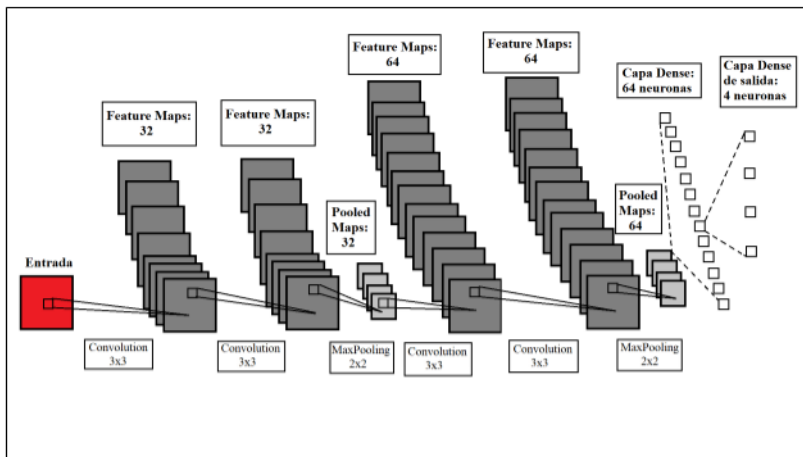 Feature Maps:
32
Feature Maps:
32
Feature Maps:
64
Feature Maps:
64
Capa Dense:
64 neuronas
Capa Dense
de salida:
4 neuronas
Pooled
Maps:
32
Pooled
Maps:
64
Entrada
Convolution
3x3
Convolution
3x3
MaxPooling
2x2
Convolution
3x3
Convolution
3x3
MaxPooling
2x2